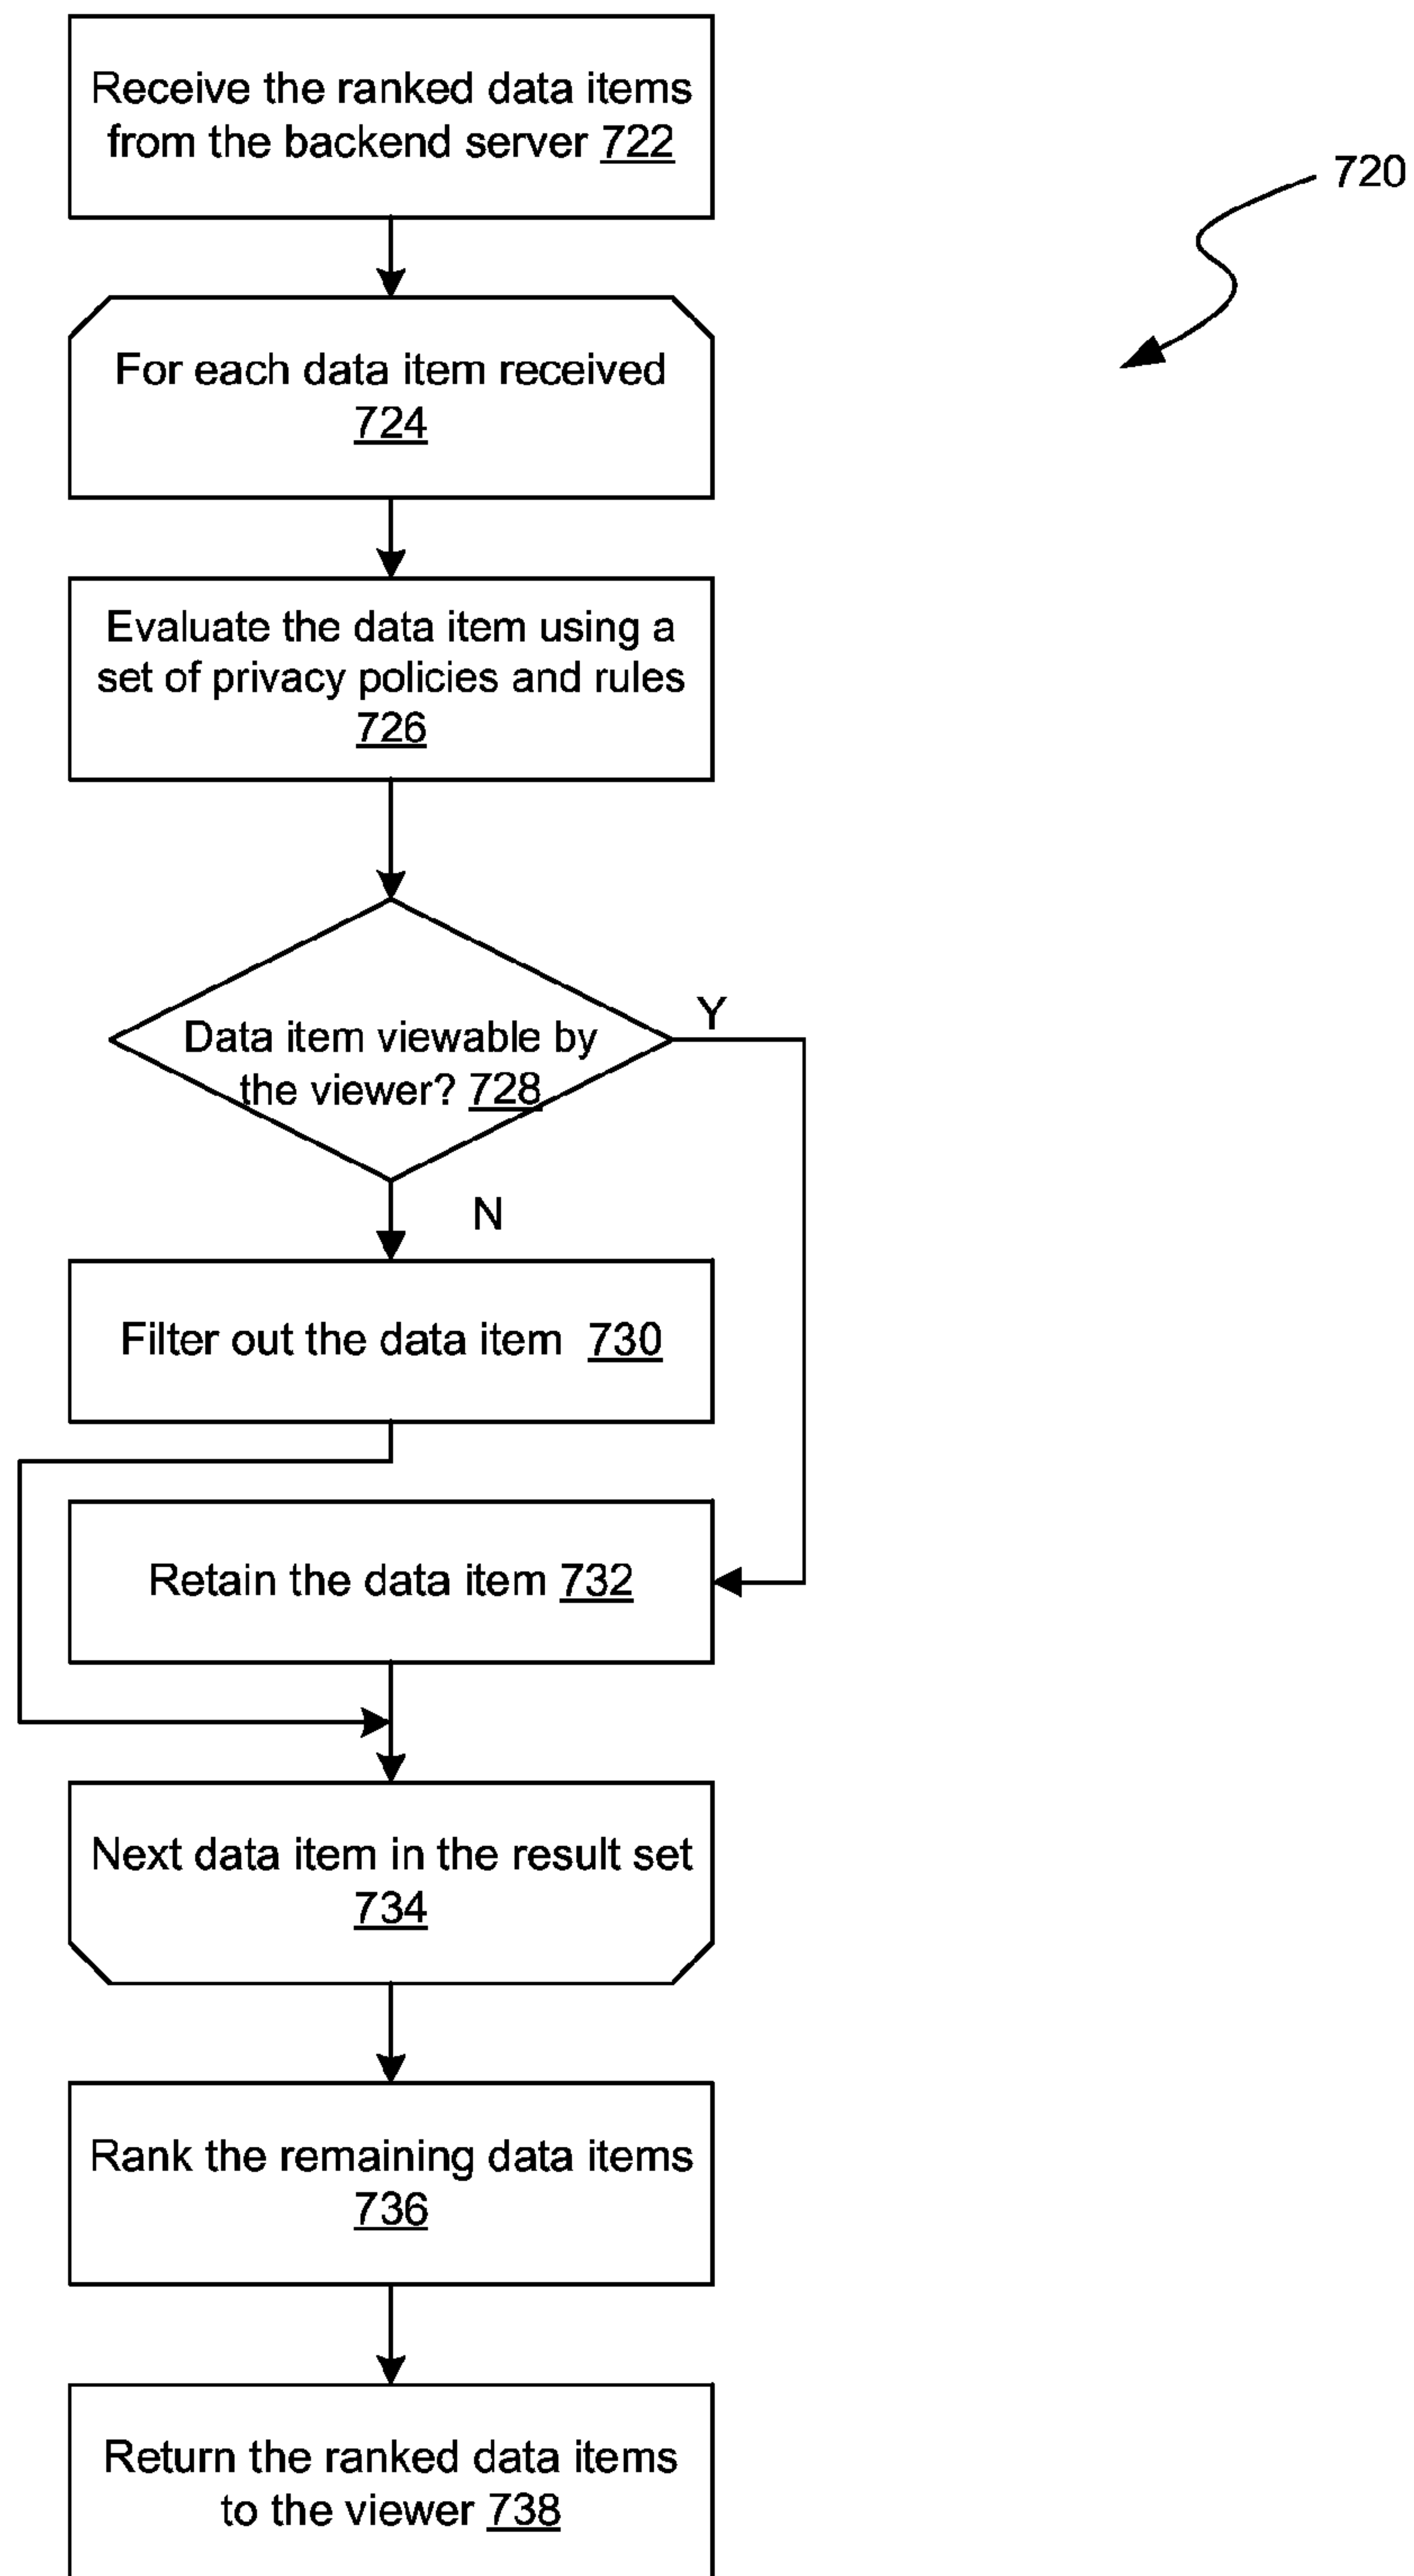 Receive the ranked data items
from the backend server 722
720
For each data item received
724
Evaluate the data item using a
set of privacy policies and rules
726
Y
Data item viewable by
the viewer? 728
N
Filter out the data item 730
Retain the data item 732
Next data item in the result set
734
Rank the remaining data items
736
Return the ranked data items
to the viewer 738